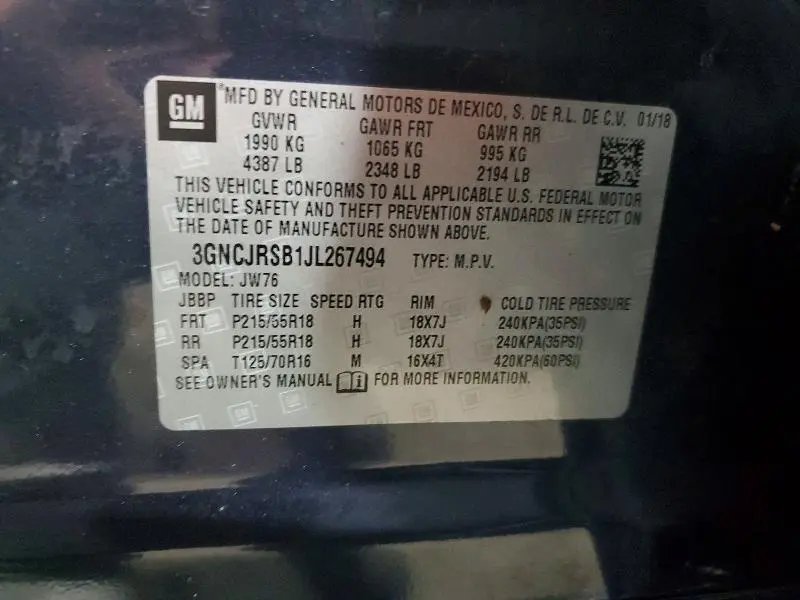 GM
*MFD BY GENERAL MOTORS DE MEXICO, S. DE R.L. DE C.V. 01/18
GVWR GAWR FRT GAWR RR
1990 KG 1065 KG 995 KG
4387 LB 2348 LB 2194 LB
THIS VEHICLE CONFORMS TO ALL APPLICABLE U.S. FEDERAL MOTOR
VEHICLE SAFETY AND THEFT PREVENTION STANDARDS IN EFFECT ON
THE DATE OF MANUFACTURE SHOWN ABOVE.
3GNCJRSB1JL267494 TYPE: M.P.V.
MODEL: JW76
JBBP TIRE SIZE SPEED RTG RIM COLD TIRE PRESSURE
FRT P215/55R18 H 18X7J 240KPA(35PSI)
RR P215/55R18 H 18X7J 240KPA(35PSI)
SPA T125/70R16 M 16X4T 420KPA(60PSI)
SEE OWNER'S MANUAL FOR MORE INFORMATION.